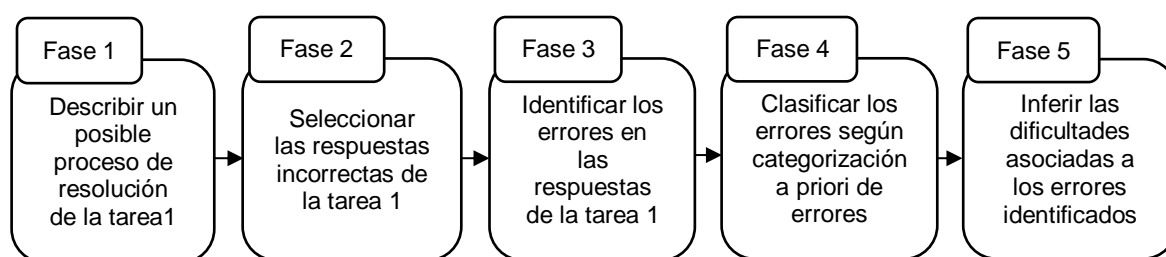 Fase 1
Describir un
posible
proceso de
resolución
de la tarea1
Fase 2
Seleccionar
las respuestas
incorrectas de
la tarea 1
Fase 3
Identificar los
errores en
las
respuestas
de la tarea 1
Fase 4
Clasificar los
errores según
categorización
a priori de
errores
Fase 5
Inferir las
dificultades
asociadas a
los errores
identificados